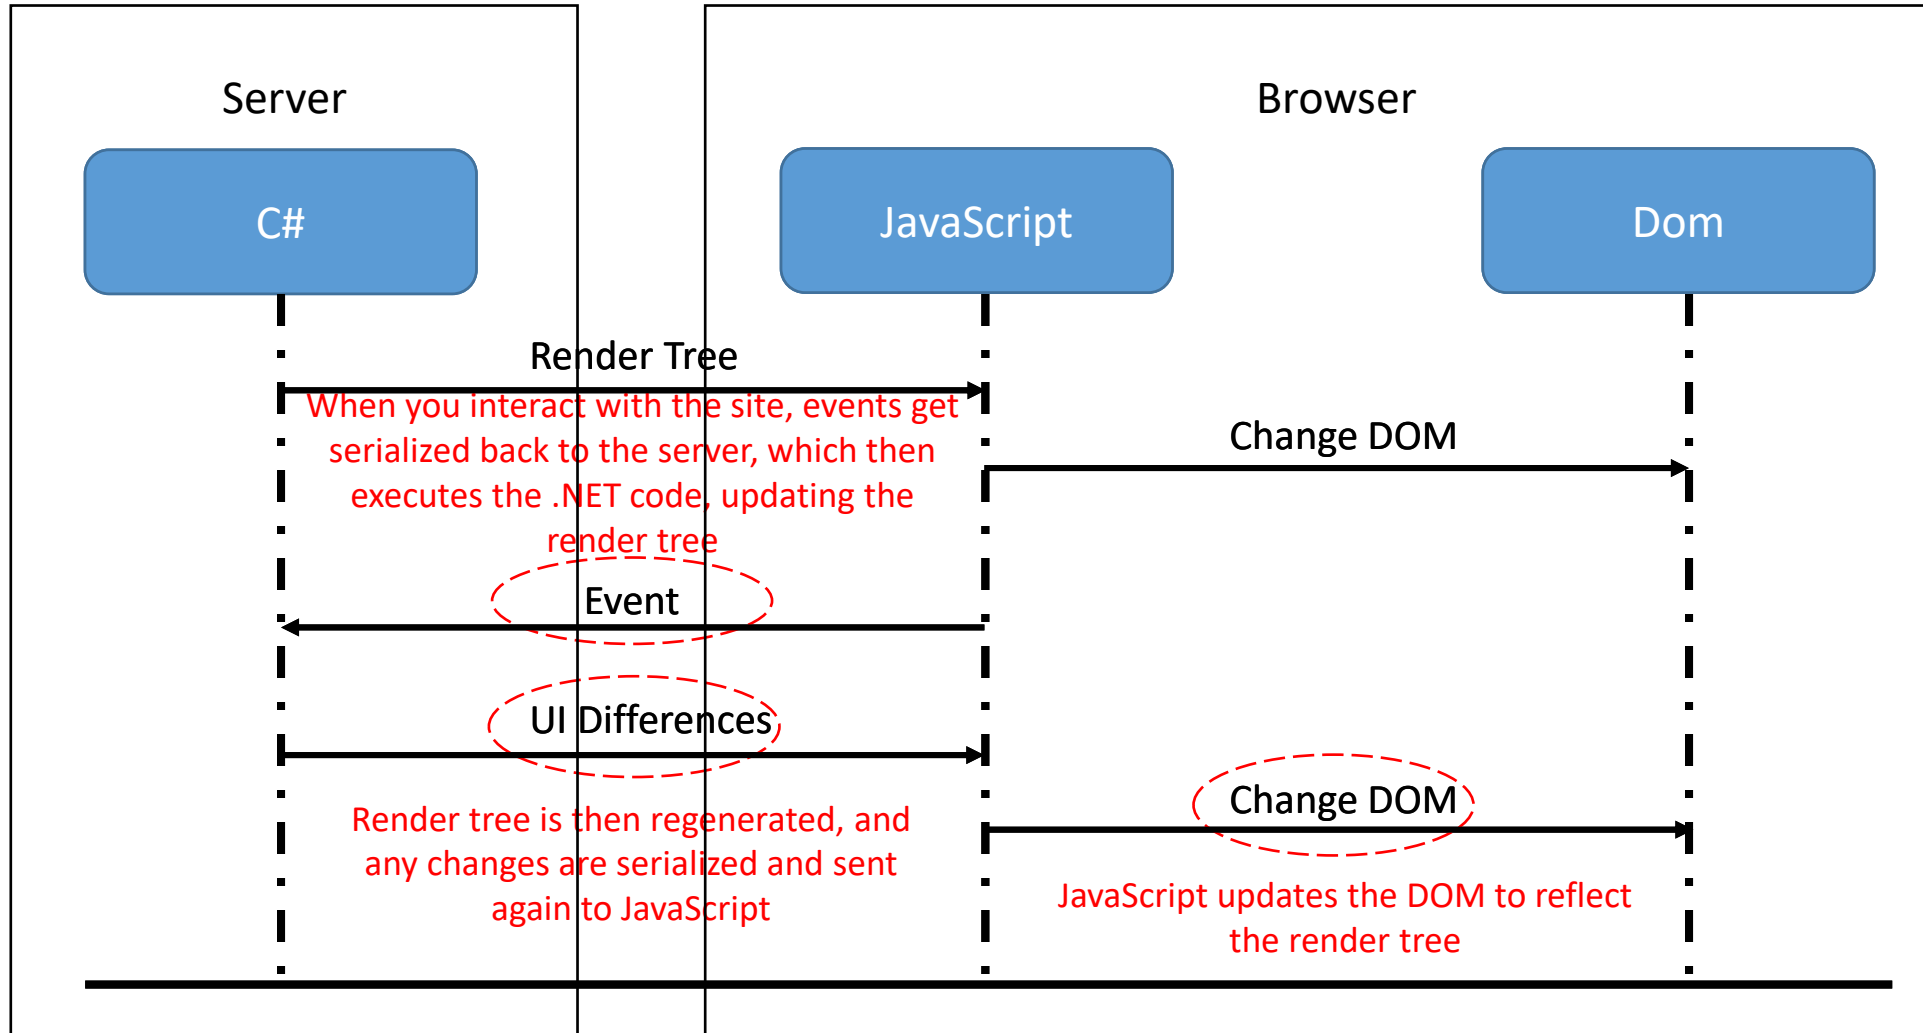 Server
Browser
C#
JavaScript
Dom
Render Tree
When you interact with the site, events get
serialized back to the server, which then
executes the .NET code, updating the
render tree
Change DOM
Event
UI Differences
Change DOM
Render tree is then regenerated, and
any changes are serialized and sent
again to JavaScript
JavaScript updates the DOM to reflect
the render tree